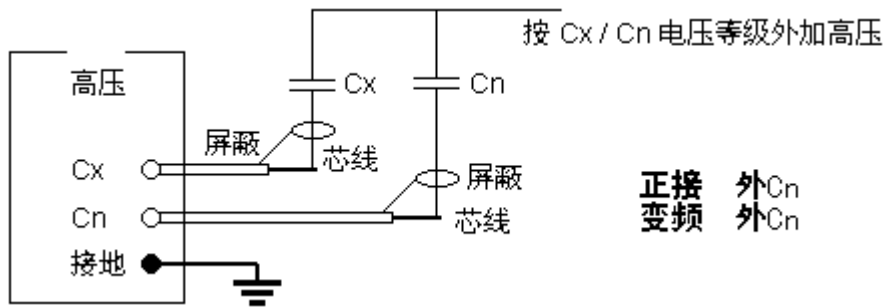 按 Cx / Cn 电压等级外加高压
高压
Cx
Cn
屏蔽
芯线
Cx
屏蔽
Cn
芯线
接地
正接 外Cn
变频 外Cn